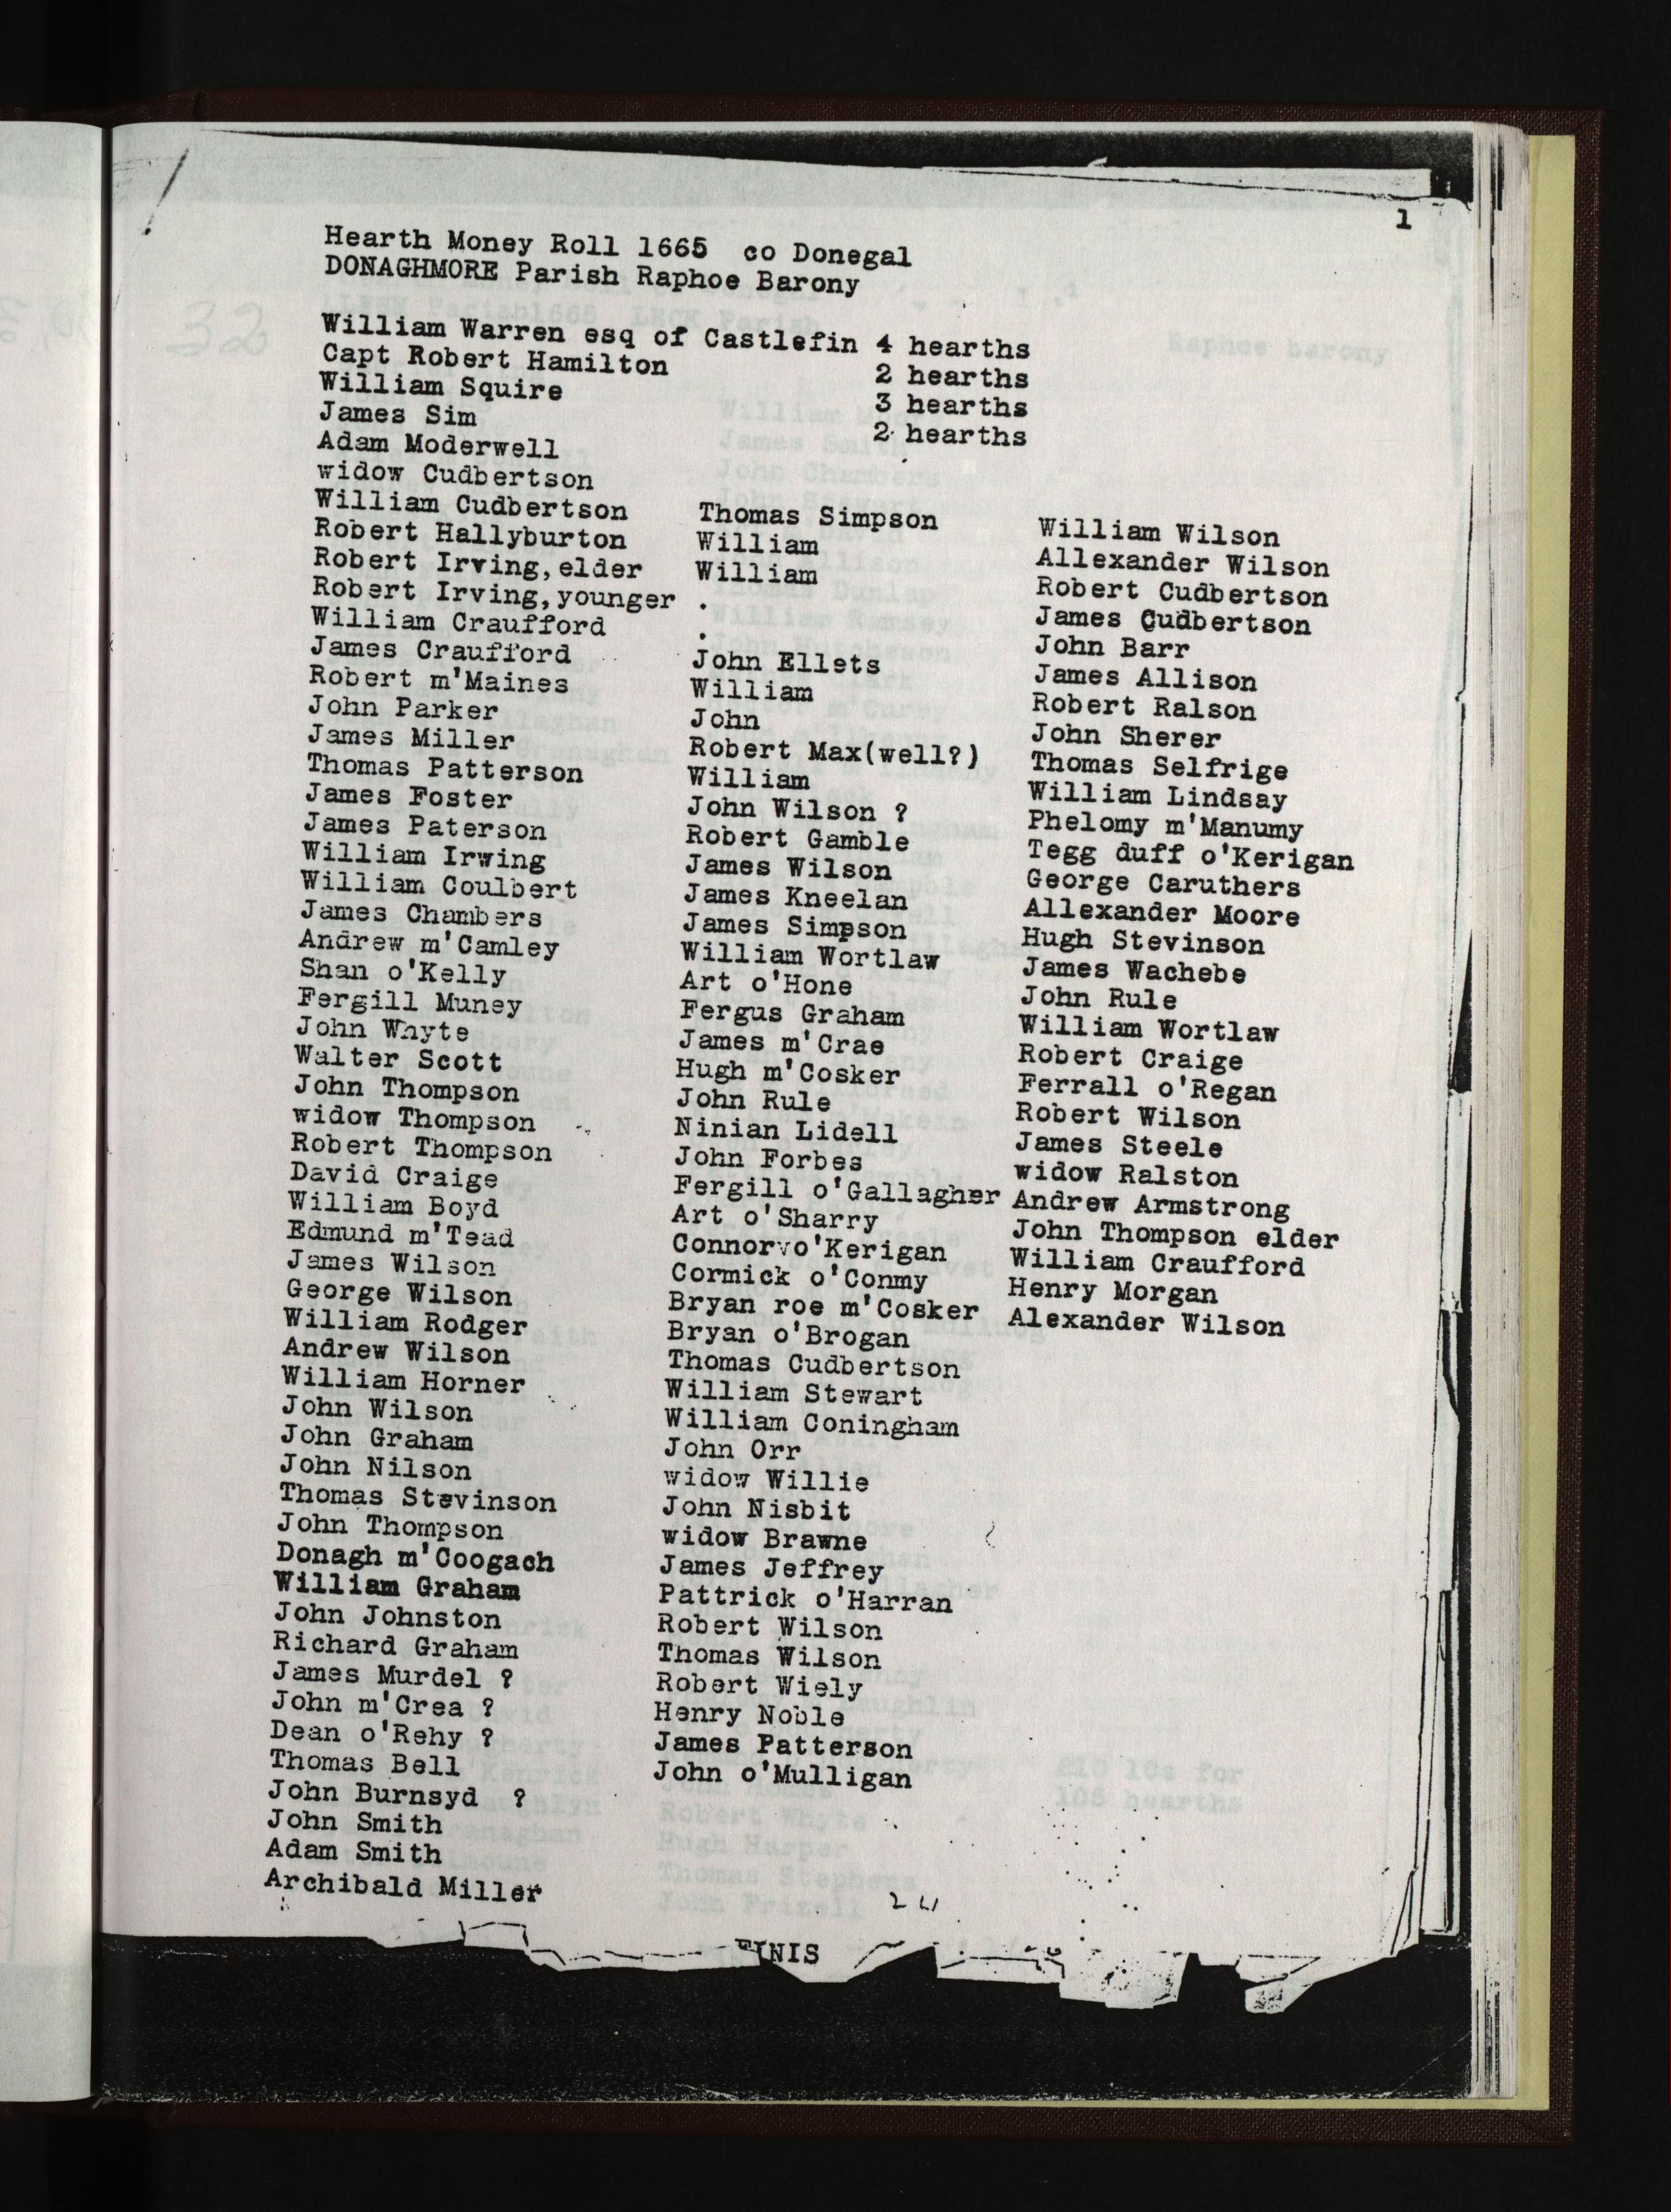 1
Hearth Money Roll 1665 co Donegal
DONAGHMORE Parish Raphoe Barony
William Warren esq of Castlefin 4 hearths
Capt Robert Hamilton 2 hearths
William Squire 3 hearths
James Sim 2 hearths
Adam Moderwell
widow Cudbertson
William Cudbertson
Robert Hallyburton
Robert Irving, elder
Robert Irving, younger
William Craufford
James Craufford
Robert m'Maines
John Parker
James Miller
Thomas Patterson
James Foster
James Paterson
William Irwing
William Coulbert
James Chambers
Andrew m'Camley
Shan o'Kelly
Fergill Muney
John Whyte
Walter Scott
John Thompson
widow Thompson
Robert Thompson
David Craige
William Boyd
Edmund m'Tead
James Wilson
George Wilson
William Rodger
Andrew Wilson
William Horner
John Wilson
John Graham
John Nilson
Thomas Stevinson
John Thompson
Donagh m'Coogach
William Graham
John Johnston
Richard Graham
James Murdel ?
John m'Crea ?
Dean o'Rehy ?
Thomas Bell
John Burnsyd ?
John Smith
Adam Smith
Archibald Miller
Thomas Simpson
William
William
.
.
John Ellets
William
John
Robert Max(well?)
William
John Wilson ?
Robert Gamble
James Wilson
James Kneelan
James Simpson
William Wortlaw
Art o'Hone
Fergus Graham
James m'Crae
Hugh m'Cosker
John Rule
Ninian Lidell
John Forbes
Fergill o'Gallagher
Art o'Sharry
Connorvo'Kerigan
Cormick o'Conmy
Bryan roe m'Cosker
Bryan o'Brogan
Thomas Cudbertson
William Stewart
William Coningham
John Orr
widow Willie
John Nisbit
widow Brawne
James Jeffrey
Pattrick o'Harran
Robert Wilson
Thomas Wilson
Robert Wiely
Henry Noble
James Patterson
John o'Mulligan
William Wilson
Allexander Wilson
Robert Cudbertson
James Cudbertson
John Barr
James Allison
Robert Ralson
John Sherer
Thomas Selfrige
William Lindsay
Phelomy m'Manumy
Tegg duff o'Kerigan
George Caruthers
Allexander Moore
Hugh Stevinson
James Wachebe
John Rule
William Wortlaw
Robert Craige
Ferrall o'Regan
Robert Wilson
James Steele
widow Ralston
Andrew Armstrong
John Thompson elder
William Craufford
Henry Morgan
Alexander Wilson
FINIS